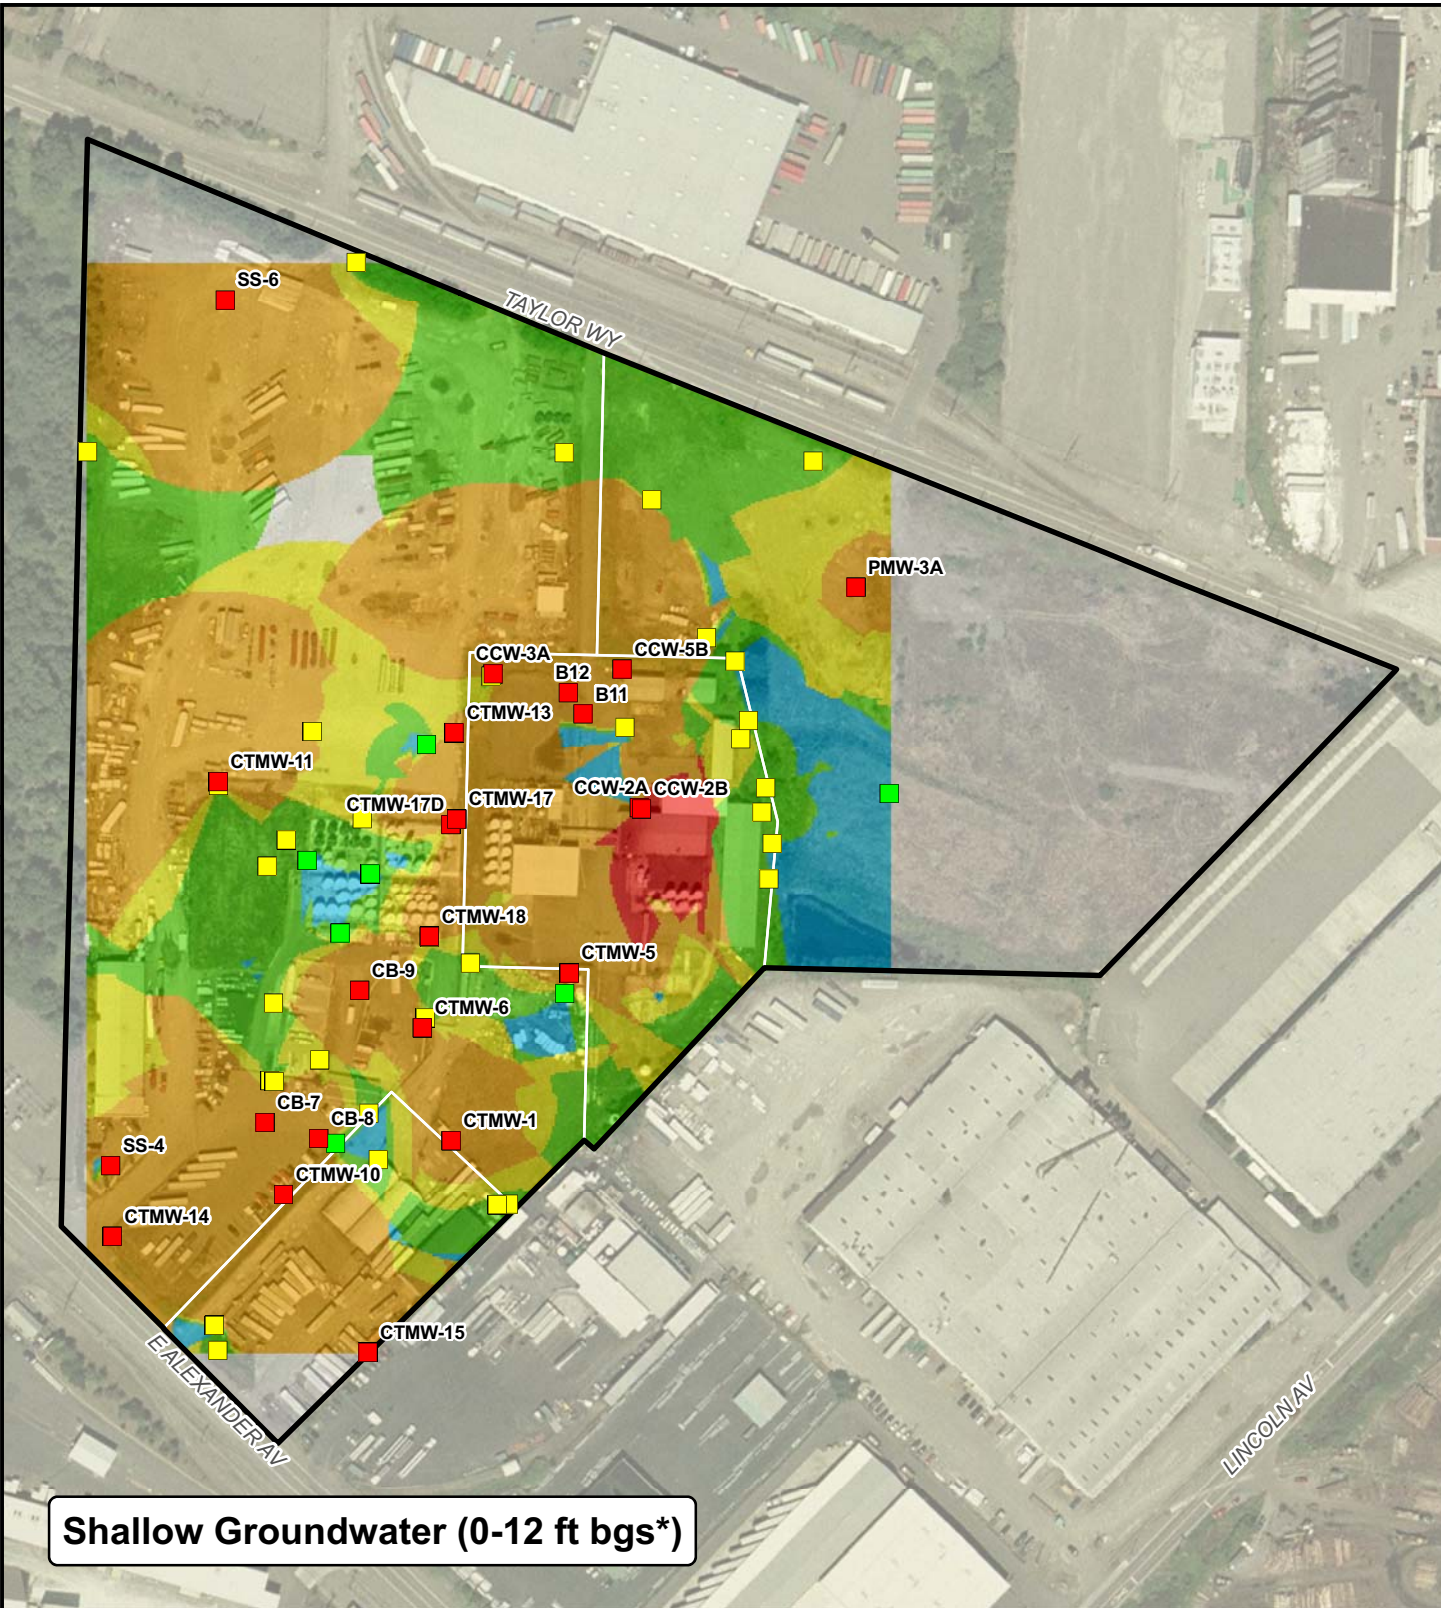 SS-6
TAYLOR WY
PMW-3A
CCW-3A
CCW-5B
B12
B11
CTMW-13
CTMW-11
CCW-2A
CCW-2B
CTMW-17D
CTMW-17
CTMW-18
CTMW-5
CB-9
CTMW-6
CB-7
CB-8
CTMW-1
SS-4
CTMW-10
CTMW-14
CTMW-15
E ALEXANDER AV
LINCOLN AV
Shallow Groundwater (0-12 ft bgs*)